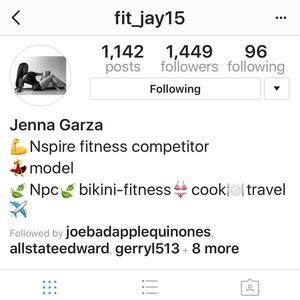 fit_jay15
1,142 1,449 96
posts followers following
Following
Jenna Garza
💪Nspire fitness competitor
💃model
🍃Npc🍃bikini-fitness👙cook🍽travel
✈️
Followed by joebadapplequinones,
allstateedward, gerryl513 + 8 more